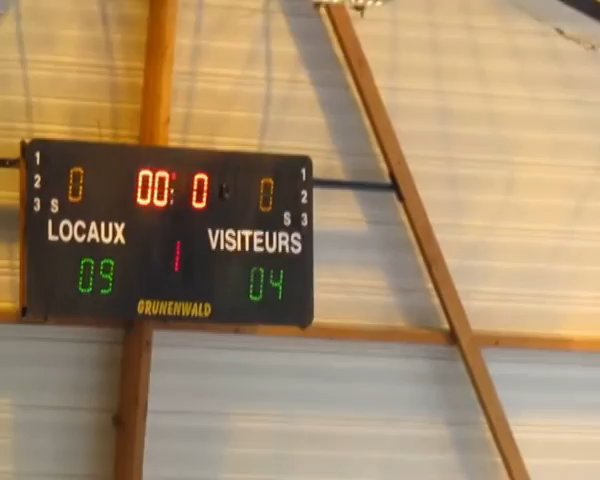 1 1
2 0 00:0 0 2
3 S S 3
LOCAUX VISITEURS
09 1 04
GRUNENWALD